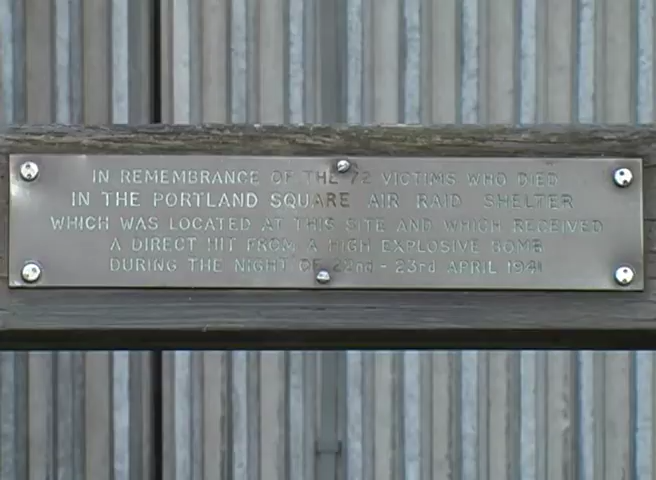 IN REMEMBRANCE OF THE 72 VICTIMS WHO DIED
IN THE PORTLAND SQUARE AIR RAID SHELTER
WHICH WAS LOCATED AT THIS SITE AND WHICH RECEIVED
A DIRECT HIT FROM A HIGH EXPLOSIVE BOMB
DURING THE NIGHT OF 22nd - 23rd APRIL 1941